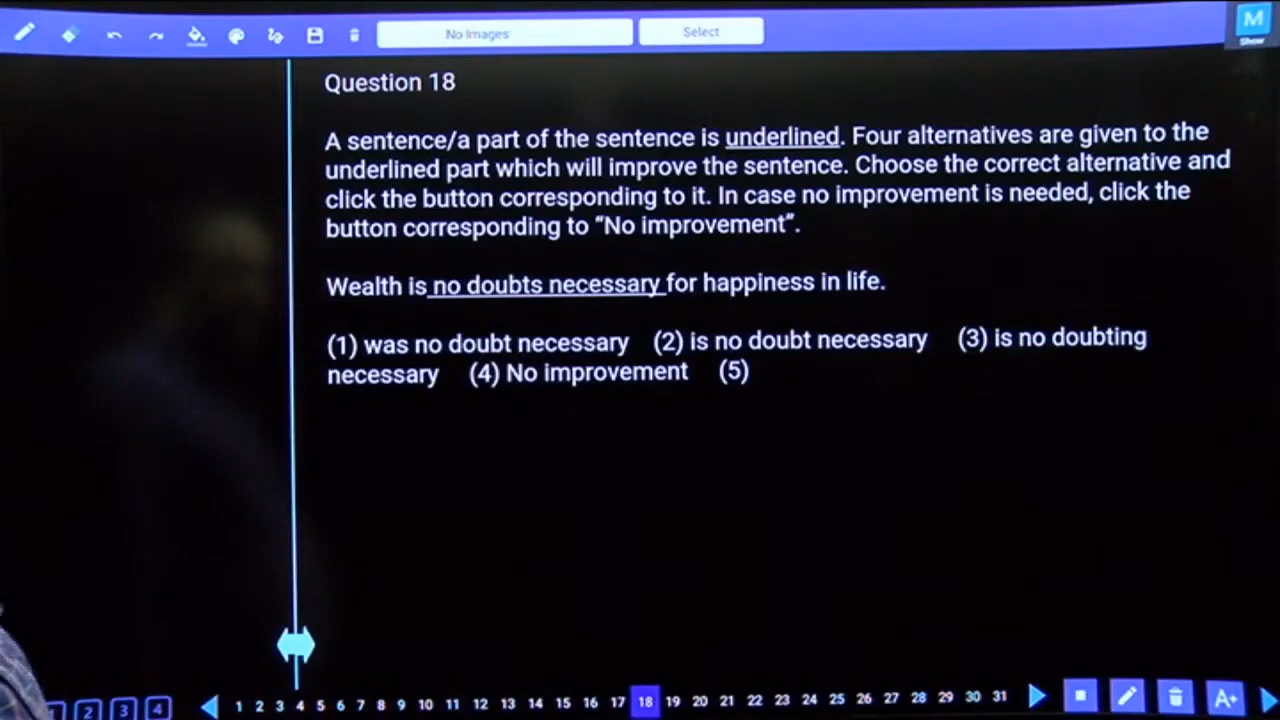 No Images
Select
M
Show
Question 18
A sentence/a part of the sentence is underlined. Four alternatives are given to the
underlined part which will improve the sentence. Choose the correct alternative and
click the button corresponding to it. In case no improvement is needed, click the
button corresponding to “No improvement”.
Wealth is no doubts necessary for happiness in life.
(1) was no doubt necessary (2) is no doubt necessary (3) is no doubting
necessary (4) No improvement (5)
2 3 4 1 2 3 4 5 6 7 8 9 10 11 12 13 14 15 16 17 18 19 20 21 22 23 24 25 26 27 28 29 30 31 A+